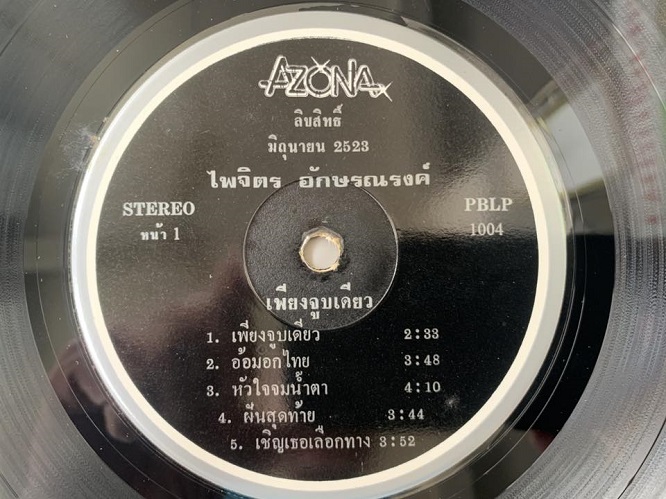 AZONA
ลิขสิทธิ์
มิถุนายน 2523
ไพจิตร อักษรณรงค์
STEREO
หน้า 1
PBLP
1004
เพียงจูบเดียว
1. เพียงจูบเดียว 2:33
2. อ้อมอกไทย 3:48
3. หัวใจจมน้ำตา 4:10
4. ฝันสุดท้าย 3:44
5. เชิญเธอเลือกทาง 3:52